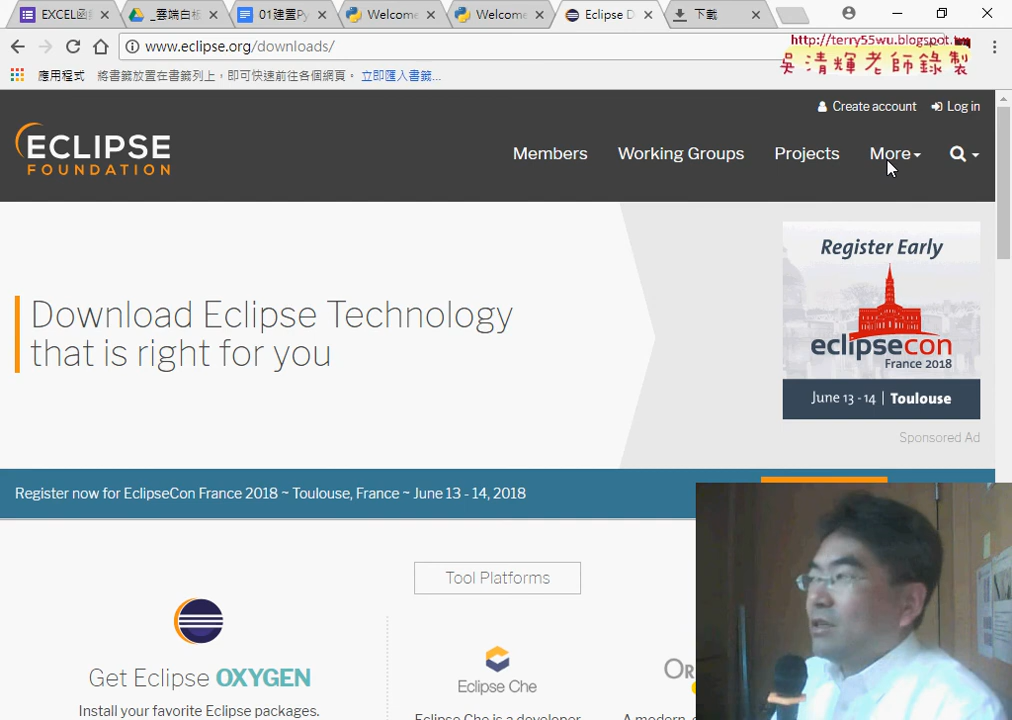 EXCEL函
_雲端白板
01建置Py
Welcome
Welcome
Eclipse D
下載
www.eclipse.org/downloads/
http://terry55wu.blogspot.tw
吳清輝老師錄製
應用程式
將書籤放置在書籤列上，即可快速前往各個網頁。
立即匯入書籤...
Create account
Log in
ECLIPSE
FOUNDATION
Members
Working Groups
Projects
More
Download Eclipse Technology
that is right for you
Register Early
eclipsecon
France 2018
June 13 - 14 | Toulouse
Sponsored Ad
Register now for EclipseCon France 2018 ~ Toulouse, France ~ June 13 - 14, 2018
Tool Platforms
Get Eclipse OXYGEN
Install your favorite Eclipse packages.
Eclipse Che
Eclipse Che is a developer
Or
A modern,